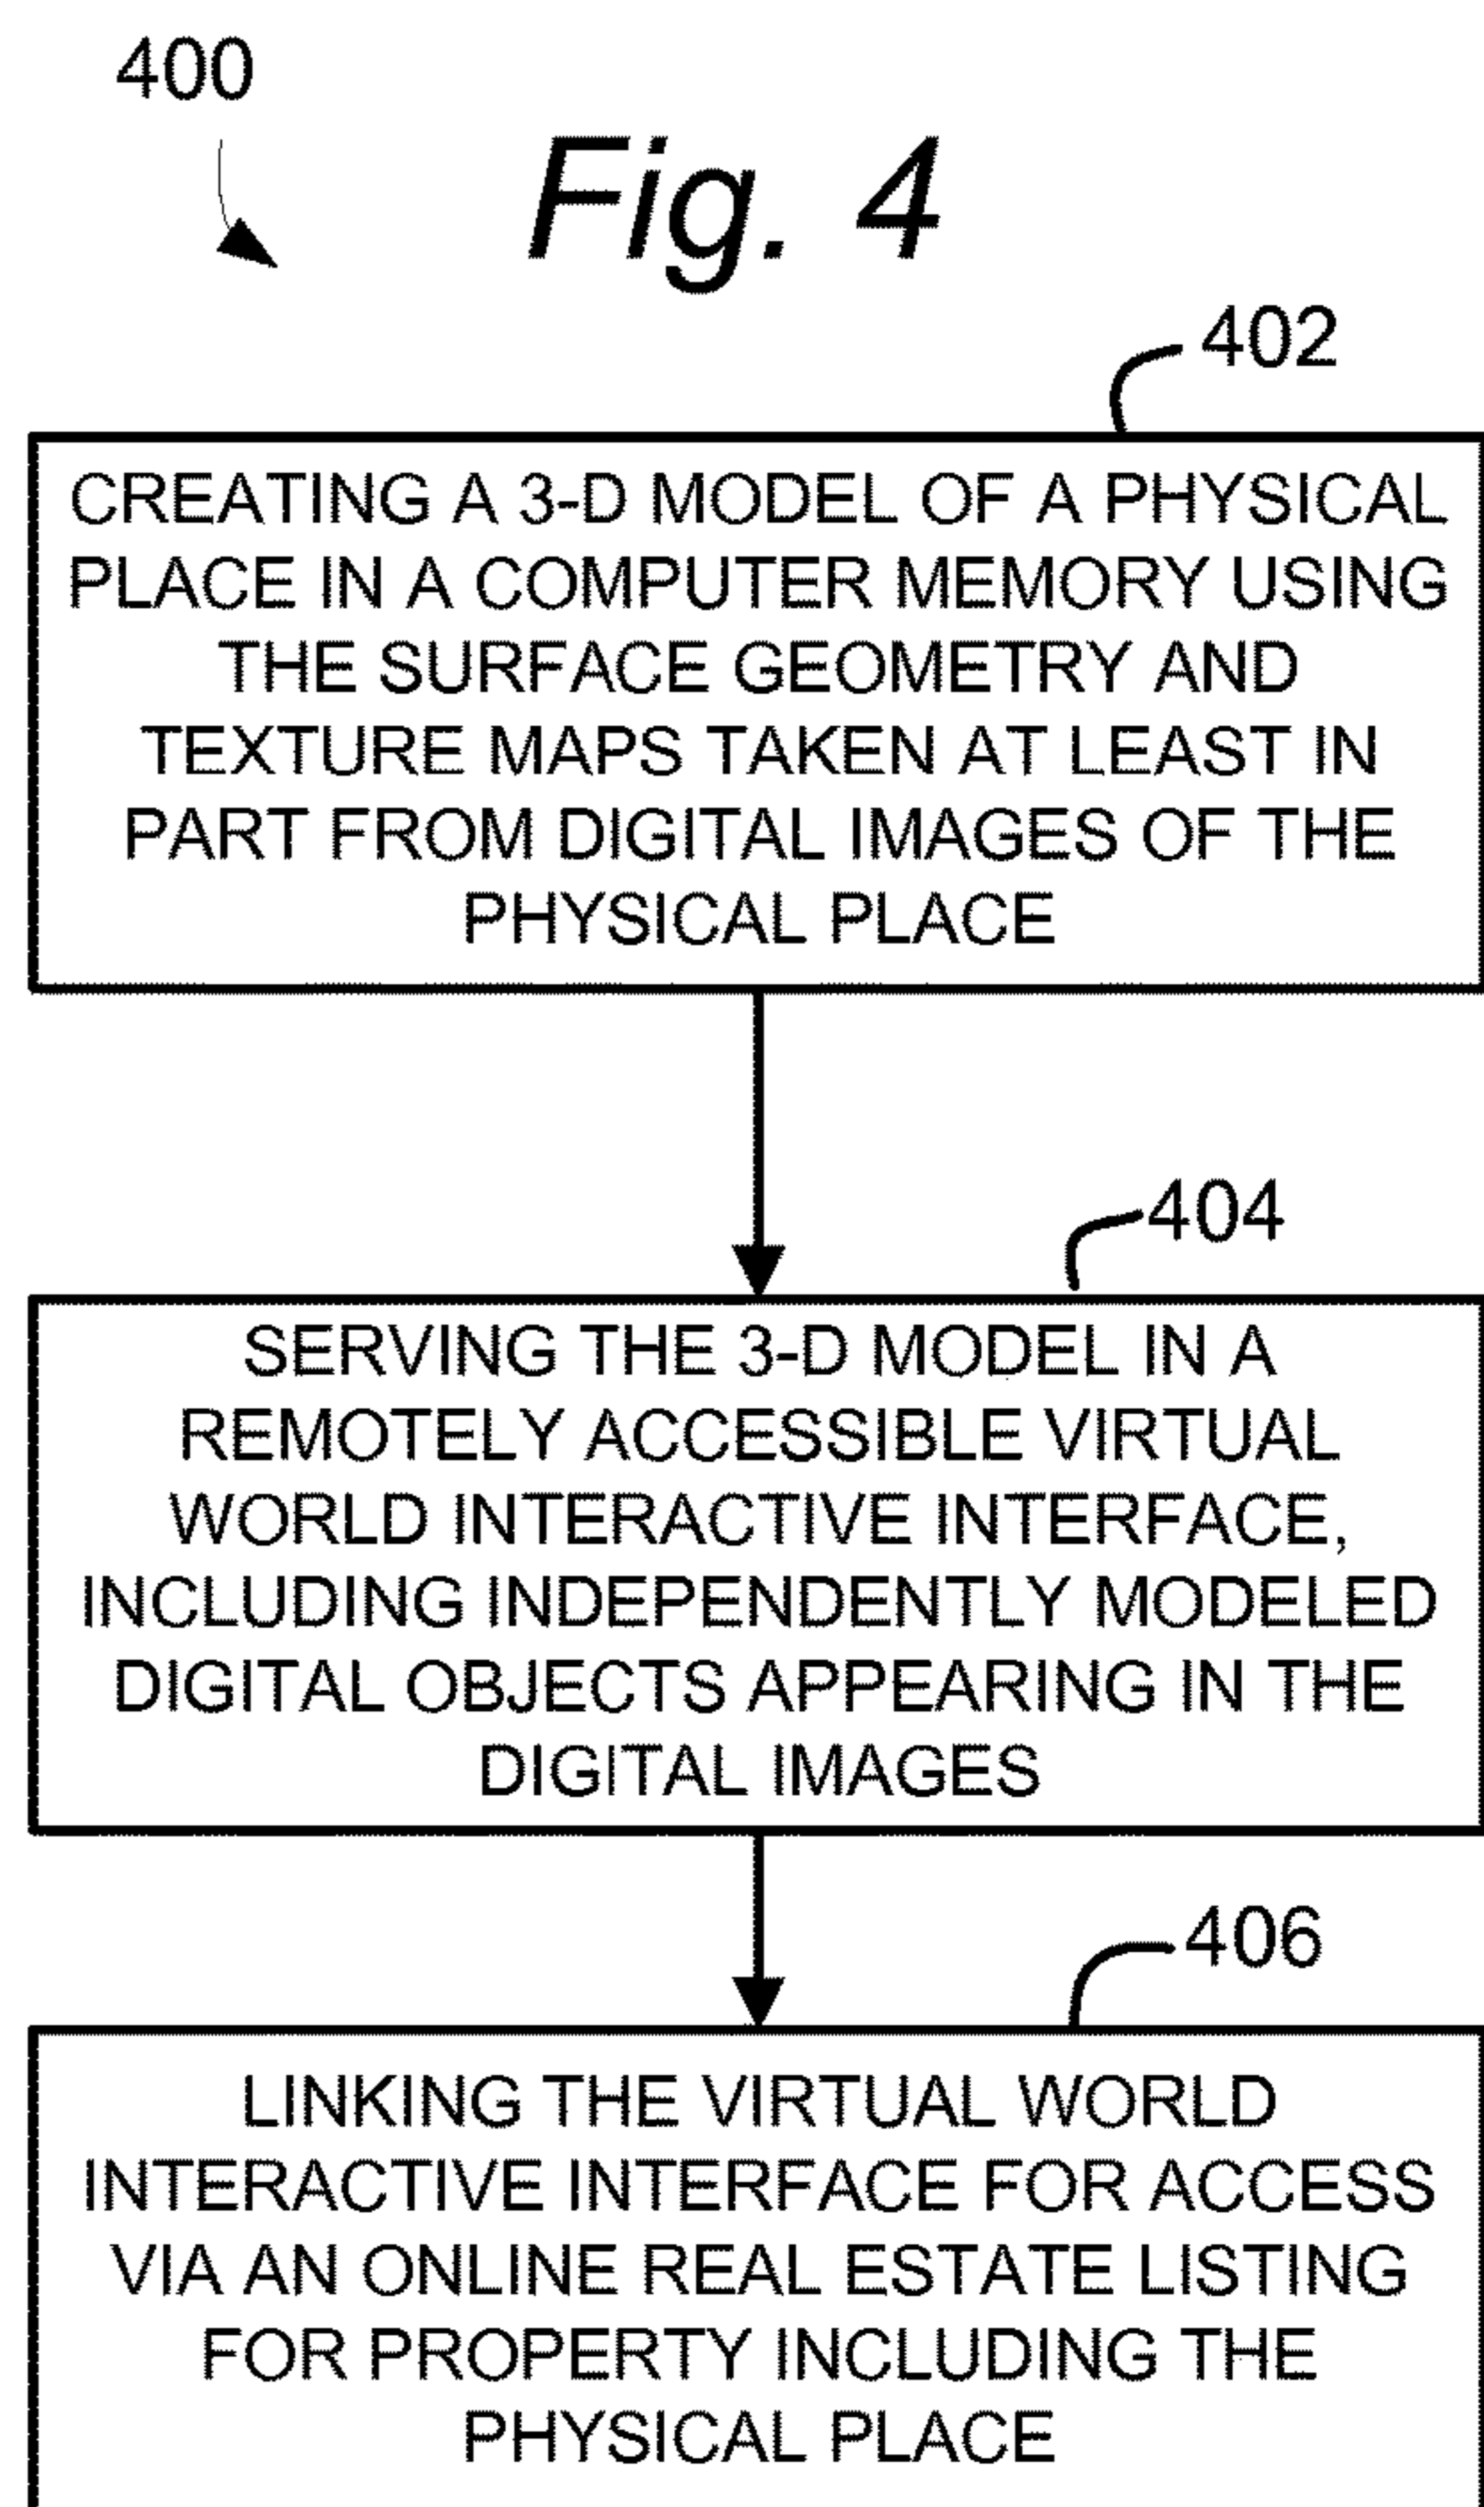 400
Fig. 4
402
CREATING A 3-D MODEL OF A PHYSICAL
PLACE IN A COMPUTER MEMORY USING
THE SURFACE GEOMETRY AND
TEXTURE MAPS TAKEN AT LEAST IN
PART FROM DIGITAL IMAGES OF THE
PHYSICAL PLACE
404
SERVING THE 3-D MODEL IN A
REMOTELY ACCESSIBLE VIRTUAL
WORLD INTERACTIVE INTERFACE,
INCLUDING INDEPENDENTLY MODELED
DIGITAL OBJECTS APPEARING IN THE
DIGITAL IMAGES
406
LINKING THE VIRTUAL WORLD
INTERACTIVE INTERFACE FOR ACCESS
VIA AN ONLINE REAL ESTATE LISTING
FOR PROPERTY INCLUDING THE
PHYSICAL PLACE